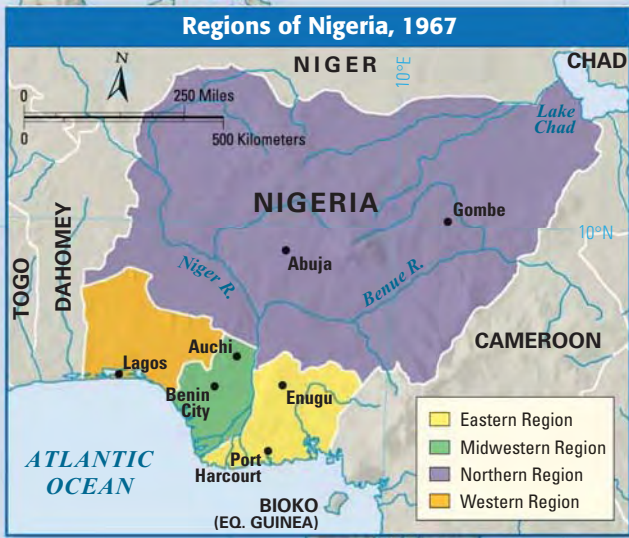 Regions of Nigeria, 1967
NIGER
10°E
CHAD
N
0
250 Miles
0
500 Kilometers
Lake
Chad
NIGERIA
Gombe
10°N
Abuja
TOGO
DAHOMEY
Niger R.
Benue R.
CAMEROON
Auchi
Lagos
Benin
City
Enugu
Port
Harcourt
ATLANTIC
OCEAN
BIOKO
(EQ. GUINEA)
Eastern Region
Midwestern Region
Northern Region
Western Region